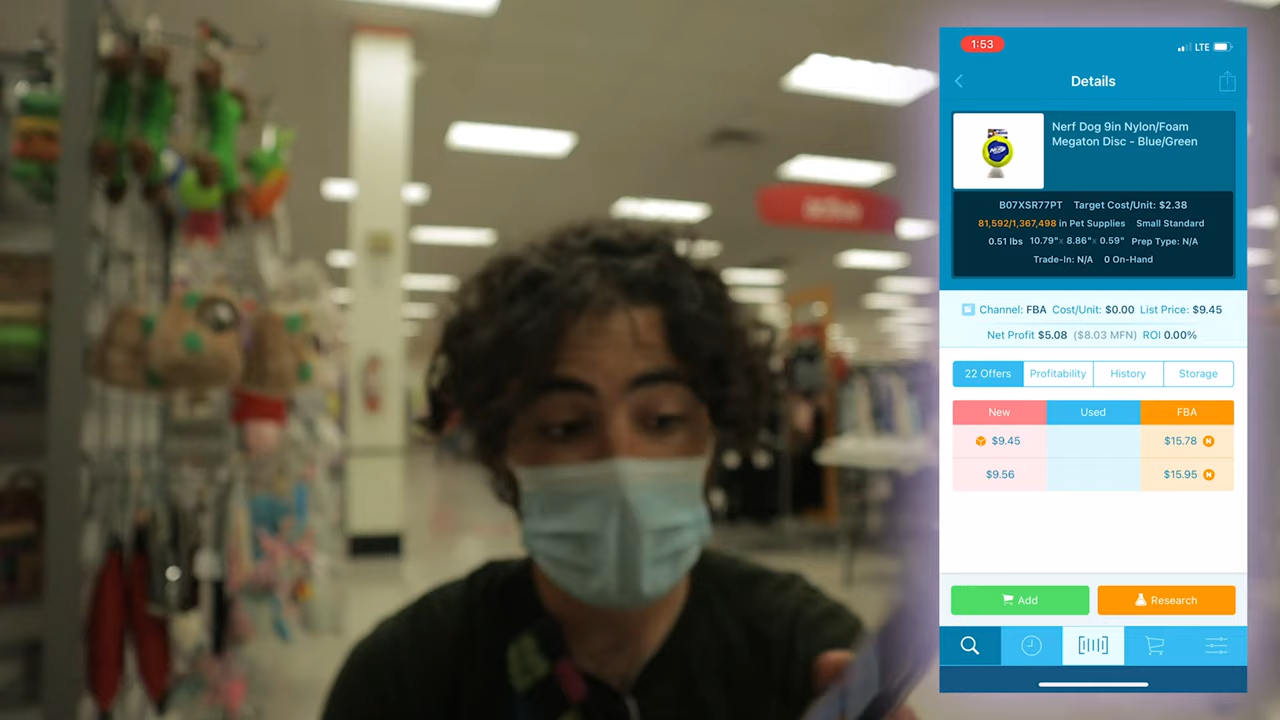 1:53
LTE
Details
Nerf Dog 9in Nylon/Foam
Megaton Disc - Blue/Green
B07XSR77PT Target Cost/Unit: $2.38
81,592/1,367,498 in Pet Supplies Small Standard
0.51 lbs 10.79"x 8.86"x 0.59" Prep Type: N/A
Trade-In: N/A 0 On-Hand
Channel: FBA Cost/Unit: $0.00 List Price: $9.45
Net Profit $5.08 ($8.03 MFN) ROI 0.00%
22 Offers Profitability History Storage
New Used FBA
$9.45 $15.78 N
$9.56 $15.95 N
Add Research